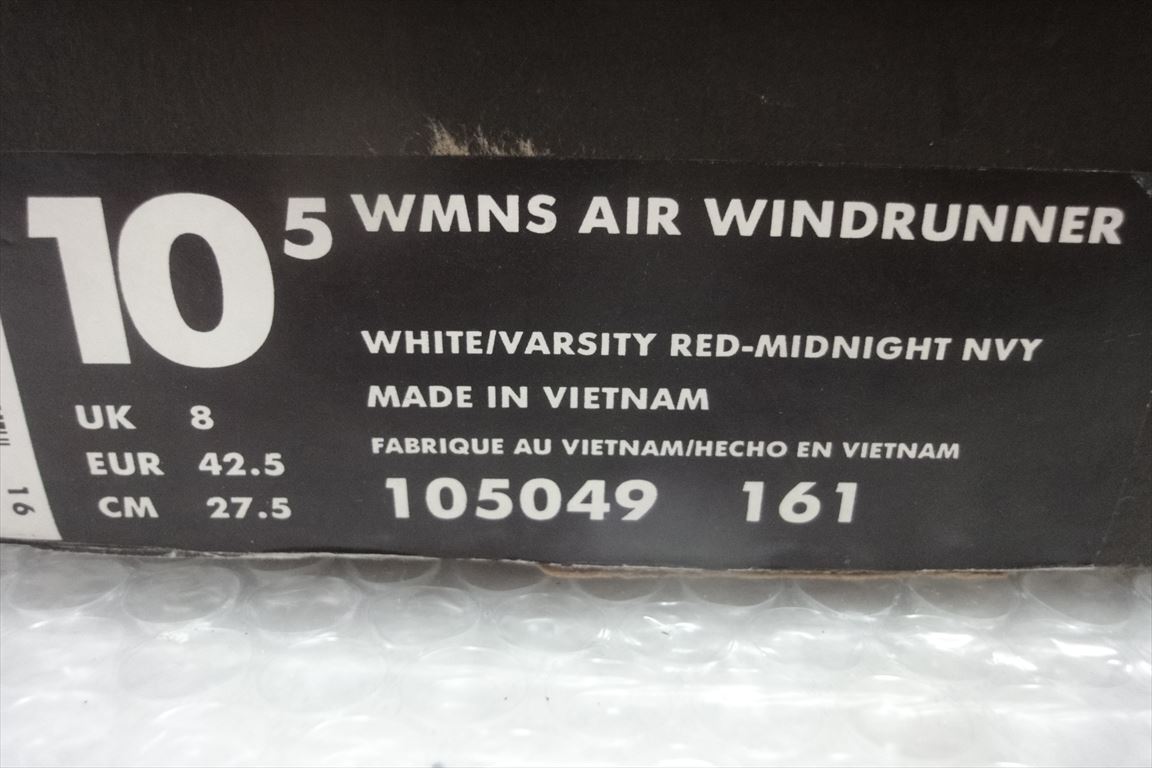 10 5
WMNS AIR WINDRUNNER
WHITE/VARSITY RED-MIDNIGHT NVY
MADE IN VIETNAM
FABRIQUE AU VIETNAM/HECHO EN VIETNAM
105049 161
UK 8
EUR 42.5
CM 27.5
16